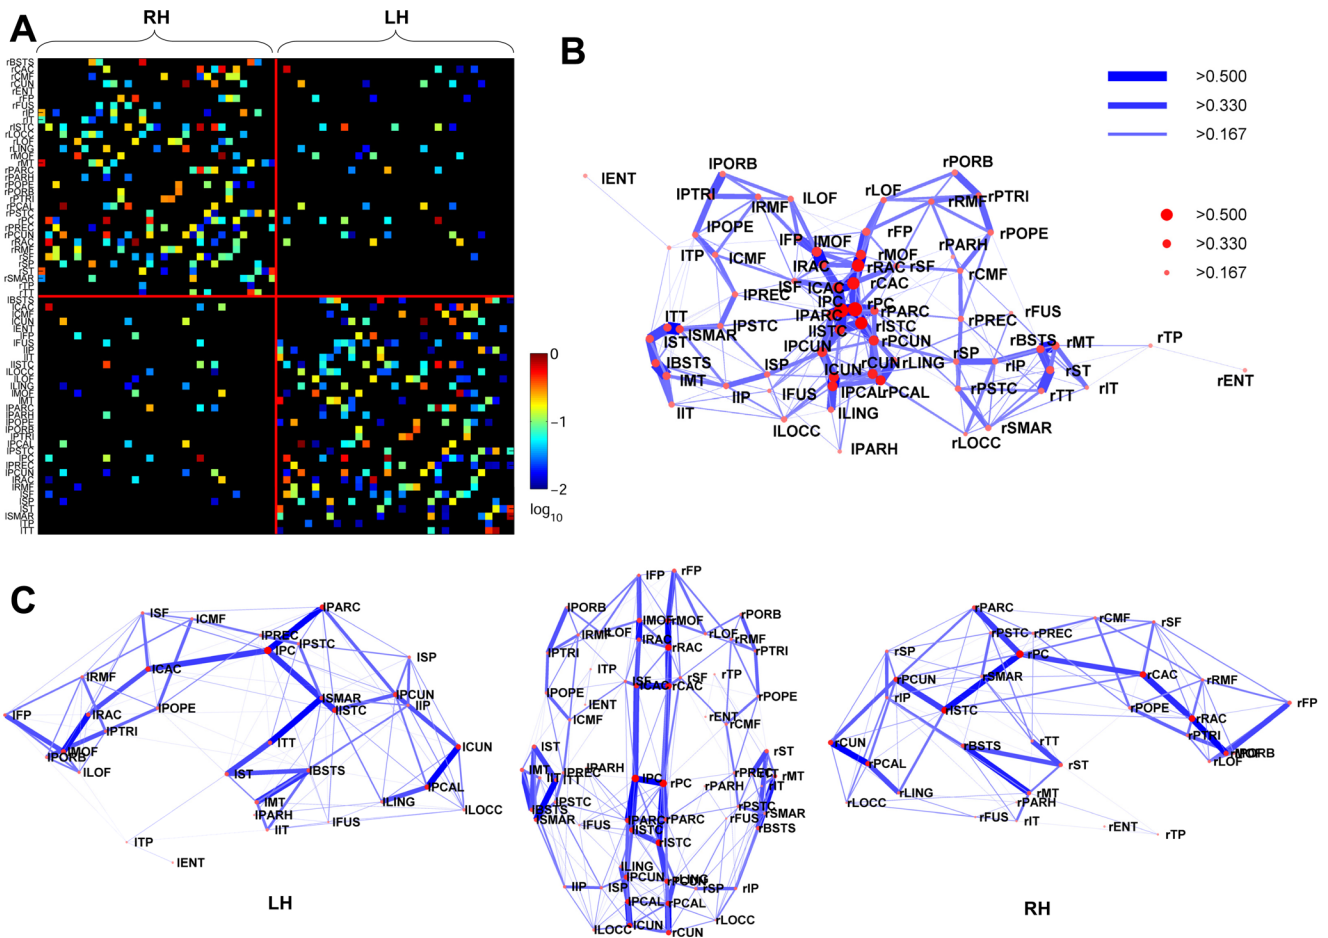 A
RH
LH
rBSTS
rCAC
rCMF
rCUN
rENT
rFP
rFUS
rIP
rIT
rISTC
rLOCC
rLOF
rLING
rMOF
rMT
rPARC
rPARH
rPOPE
rPORB
rPTRI
rPCAL
rPSTC
rPC
rPREC
rPCUN
rRAC
rRMF
rSF
rSP
rST
rSMAR
rTP
rTT
lBSTS
lCAC
lCMF
lCUN
lENT
lFP
lFUS
lIP
lIT
lISTC
lLOCC
lLOF
lLING
lMOF
lMT
lPARC
lPARH
lPOPE
lPORB
lPTRI
lPCAL
lPSTC
lPC
lPREC
lPCUN
lRAC
lRMF
lSF
lSP
lST
lSMAR
lTP
lTT
0
−1
−2
log10
B
>0.500
>0.330
>0.167
>0.500
>0.330
>0.167
lENT
lPORB
rPORB
lPTRI
lRMF
lLOF
rLOF
rRMF
rPTRI
lPOPE
lFP
lMOF
rFP
rPOPE
lTP
lCMF
lRAC
rMOF
rRAC
rSF
rPARH
rCMF
lPREC
lSF
lCAC
rCAC
lPC
rPC
lPARC
rPARC
rFUS
lTT
lST
lSMAR
lPSTC
lISTC
rISTC
rPREC
rBSTS
rMT
rTP
lPCUN
rPCUN
lBSTS
lSP
lCUN
rCUN
rLING
rSP
rIP
rST
rENT
lMT
lIP
lFUS
lPCAL
rPCAL
rPSTC
rTT
rIT
lIT
lLOCC
lLING
rLOCC
rSMAR
lPARH
C
lSF
lCMF
lPARC
lPREC
lPSTC
lPC
lSP
lCAC
lRMF
lSMAR
lPCUN
lISTC
lIP
lFP
lRAC
lPOPE
lPTRI
lMOF
lPORB
lLOF
lTT
lCUN
lST
lBSTS
lPCAL
lMT
lLING
lPARH
lLOCC
lIT
lFUS
lTP
lENT
LH
lFP
rFP
lPORB
rPORB
lMOF
rMOF
lRMF
lLOF
rLOF
rRMF
lRAC
rRAC
lPTRI
rPTRI
lTP
rTP
lSF
rSF
lCAC
rCAC
lPOPE
rPOPE
lENT
rENT
lCMF
rCMF
lST
rST
lPARH
lMT
lPREC
rPREC
lIT
lTT
rTT
rMT
rIT
lPC
rPC
rPARH
lPSTC
rPSTC
lBSTS
lSMAR
rSMAR
lPARC
rPARC
rFUS
lFUS
lISTC
rBSTS
rISTC
lLING
rLING
lPCUN
rPCUN
lIP
lSP
rSP
rIP
lPCAL
rPCAL
lLOCC
lCUN
rCUN
rLOCC
rPARC
rPSTC
rPREC
rCMF
rSF
rSP
rPC
rPCUN
rSMAR
rCAC
rRMF
rIP
rISTC
rPOPE
rRAC
rFP
rPTRI
rCUN
rBSTS
rTT
rMOF
rPORB
rLOF
rPCAL
rST
rLING
rMT
rLOCC
rPARH
rFUS
rIT
rENT
rTP
RH